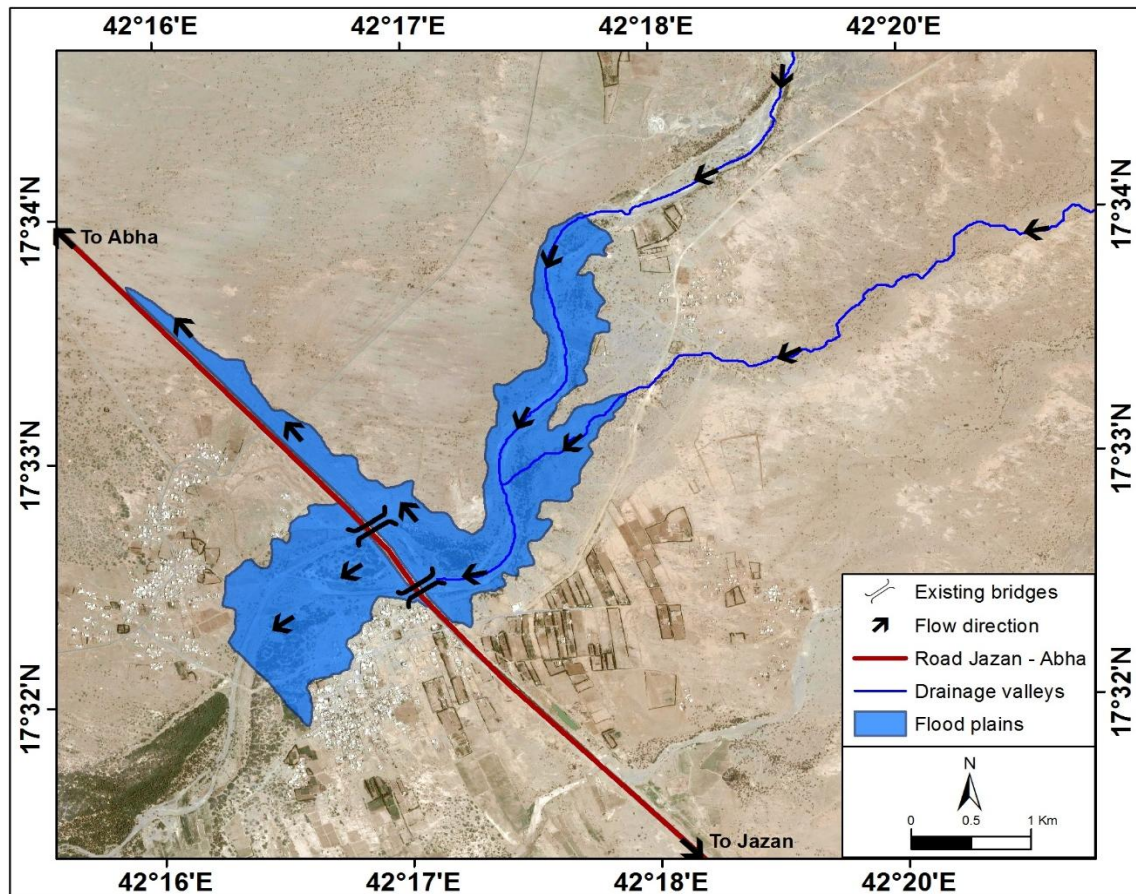 42°16'E 42°17'E 42°18'E 42°20'E
17°34'N 17°34'N
To Abha
17°33'N 17°33'N
17°32'N 17°32'N
Existing bridges
Flow direction
Road Jazan - Abha
Drainage valleys
Flood plains
N
0 0.5 1 Km
To Jazan
42°16'E 42°17'E 42°18'E 42°20'E